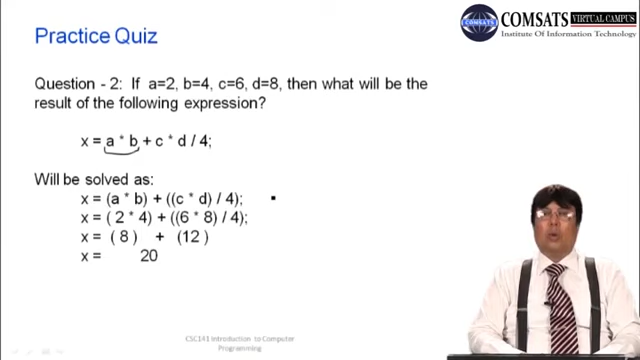 Practice Quiz
COMSATS VIRTUAL CAMPUS
Institute Of Information Technology
Question - 2: If a=2, b=4, c=6, d=8, then what will be the
result of the following expression?
x = a * b + c * d / 4;
Will be solved as:
x = (a * b) + ((c * d) / 4);
x = ( 2 * 4) + ((6 * 8) / 4);
x = ( 8 ) + (12 )
x = 20
CSC141 Introduction to Computer
Programming